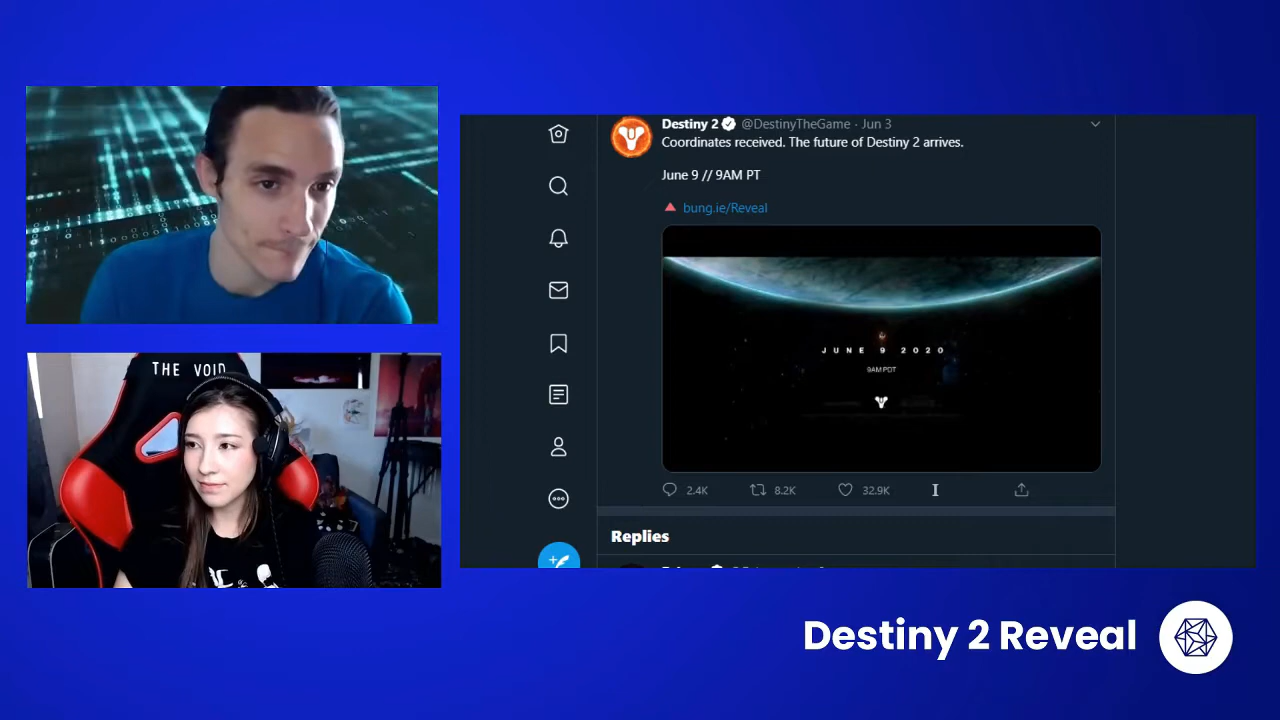 THE VOID
Destiny 2 @DestinyTheGame · Jun 3
Coordinates received. The future of Destiny 2 arrives.
June 9 // 9AM PT
bung.ie/Reveal
JUNE 9 2020
9AM PDT
2.4K 8.2K 32.9K
Replies
Destiny 2 Reveal